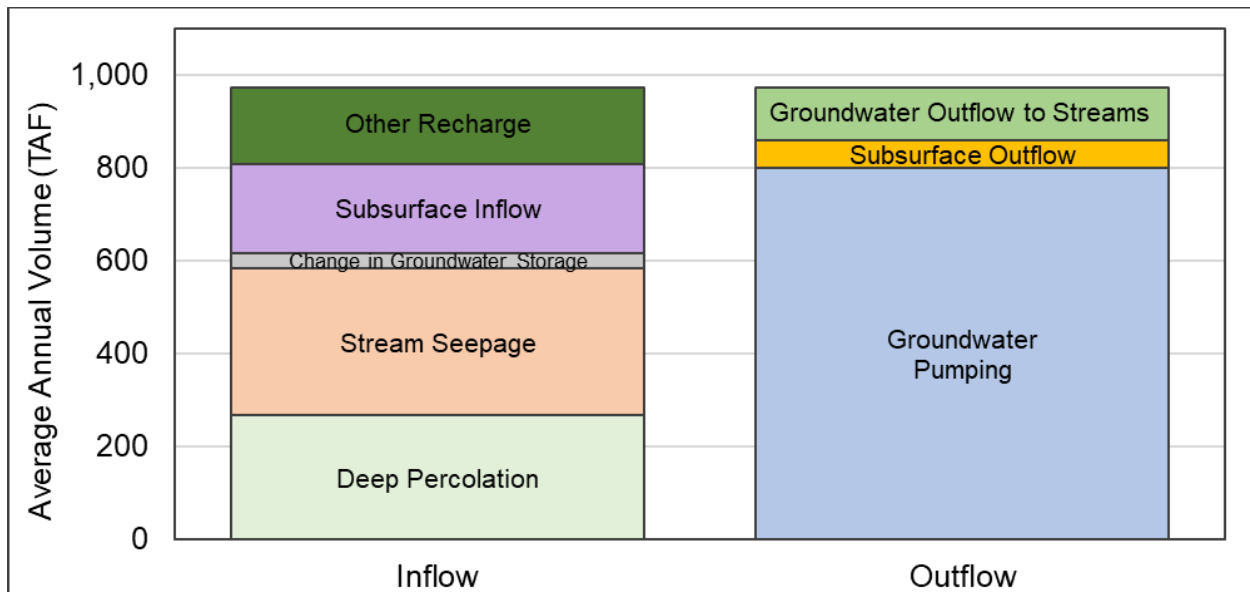 Average Annual Volume (TAF)
1,000
800
600
400
200
0
Other Recharge
Subsurface Inflow
Change in Groundwater Storage
Stream Seepage
Deep Percolation
Groundwater Outflow to Streams
Subsurface Outflow
Groundwater
Pumping
Inflow
Outflow